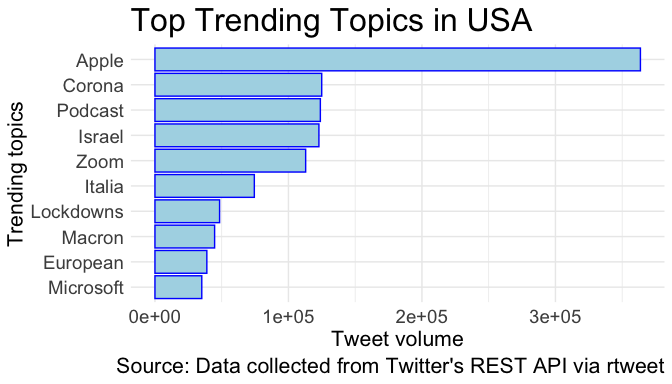 Top Trending Topics in USA
Trending topics
Apple
Corona
Podcast
Israel
Zoom
Italia
Lockdowns
Macron
European
Microsoft
0e+00 1e+05 2e+05 3e+05
Tweet volume
Source: Data collected from Twitter's REST API via rtweet